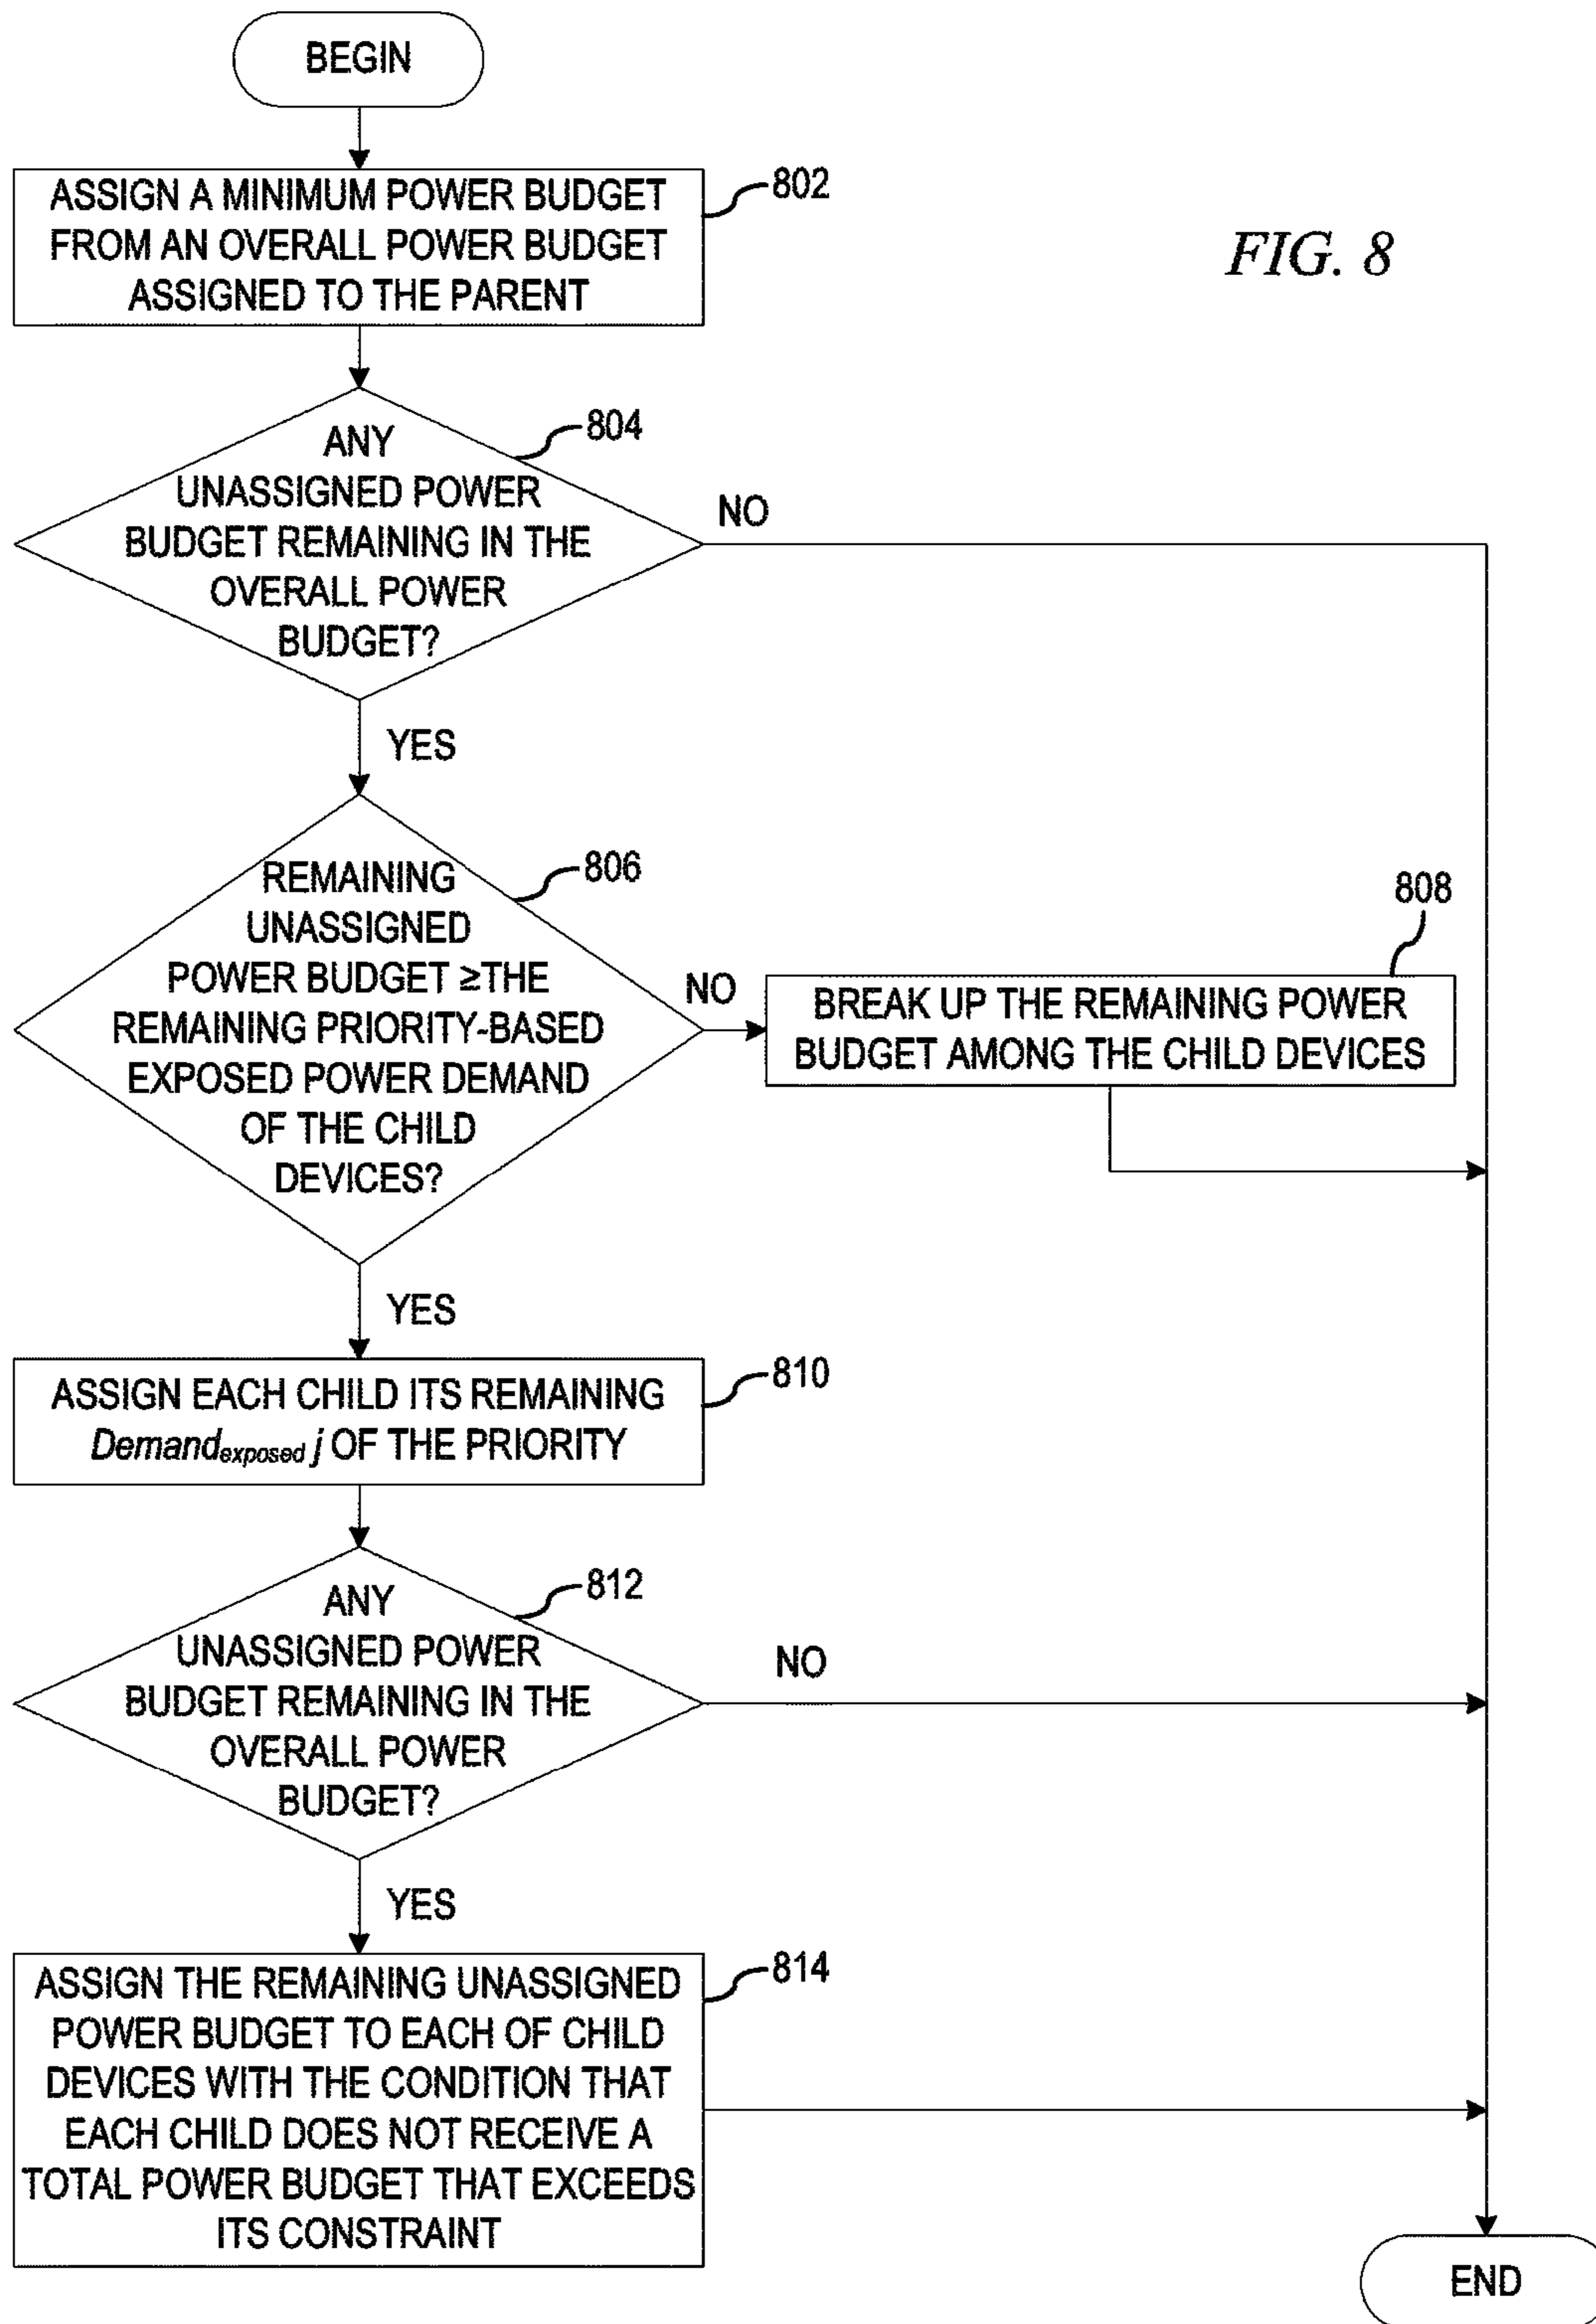 BEGIN
ASSIGN A MINIMUM POWER BUDGET
FROM AN OVERALL POWER BUDGET
ASSIGNED TO THE PARENT
802
FIG. 8
ANY
UNASSIGNED POWER
BUDGET REMAINING IN THE
OVERALL POWER
BUDGET?
804
NO
YES
REMAINING
UNASSIGNED
POWER BUDGET ≥THE
REMAINING PRIORITY-BASED
EXPOSED POWER DEMAND
OF THE CHILD
DEVICES?
806
NO
808
BREAK UP THE REMAINING POWER
BUDGET AMONG THE CHILD DEVICES
YES
ASSIGN EACH CHILD ITS REMAINING
Demandexposed j OF THE PRIORITY
810
ANY
UNASSIGNED POWER
BUDGET REMAINING IN THE
OVERALL POWER
BUDGET?
812
NO
YES
ASSIGN THE REMAINING UNASSIGNED
POWER BUDGET TO EACH OF CHILD
DEVICES WITH THE CONDITION THAT
EACH CHILD DOES NOT RECEIVE A
TOTAL POWER BUDGET THAT EXCEEDS
ITS CONSTRAINT
814
END